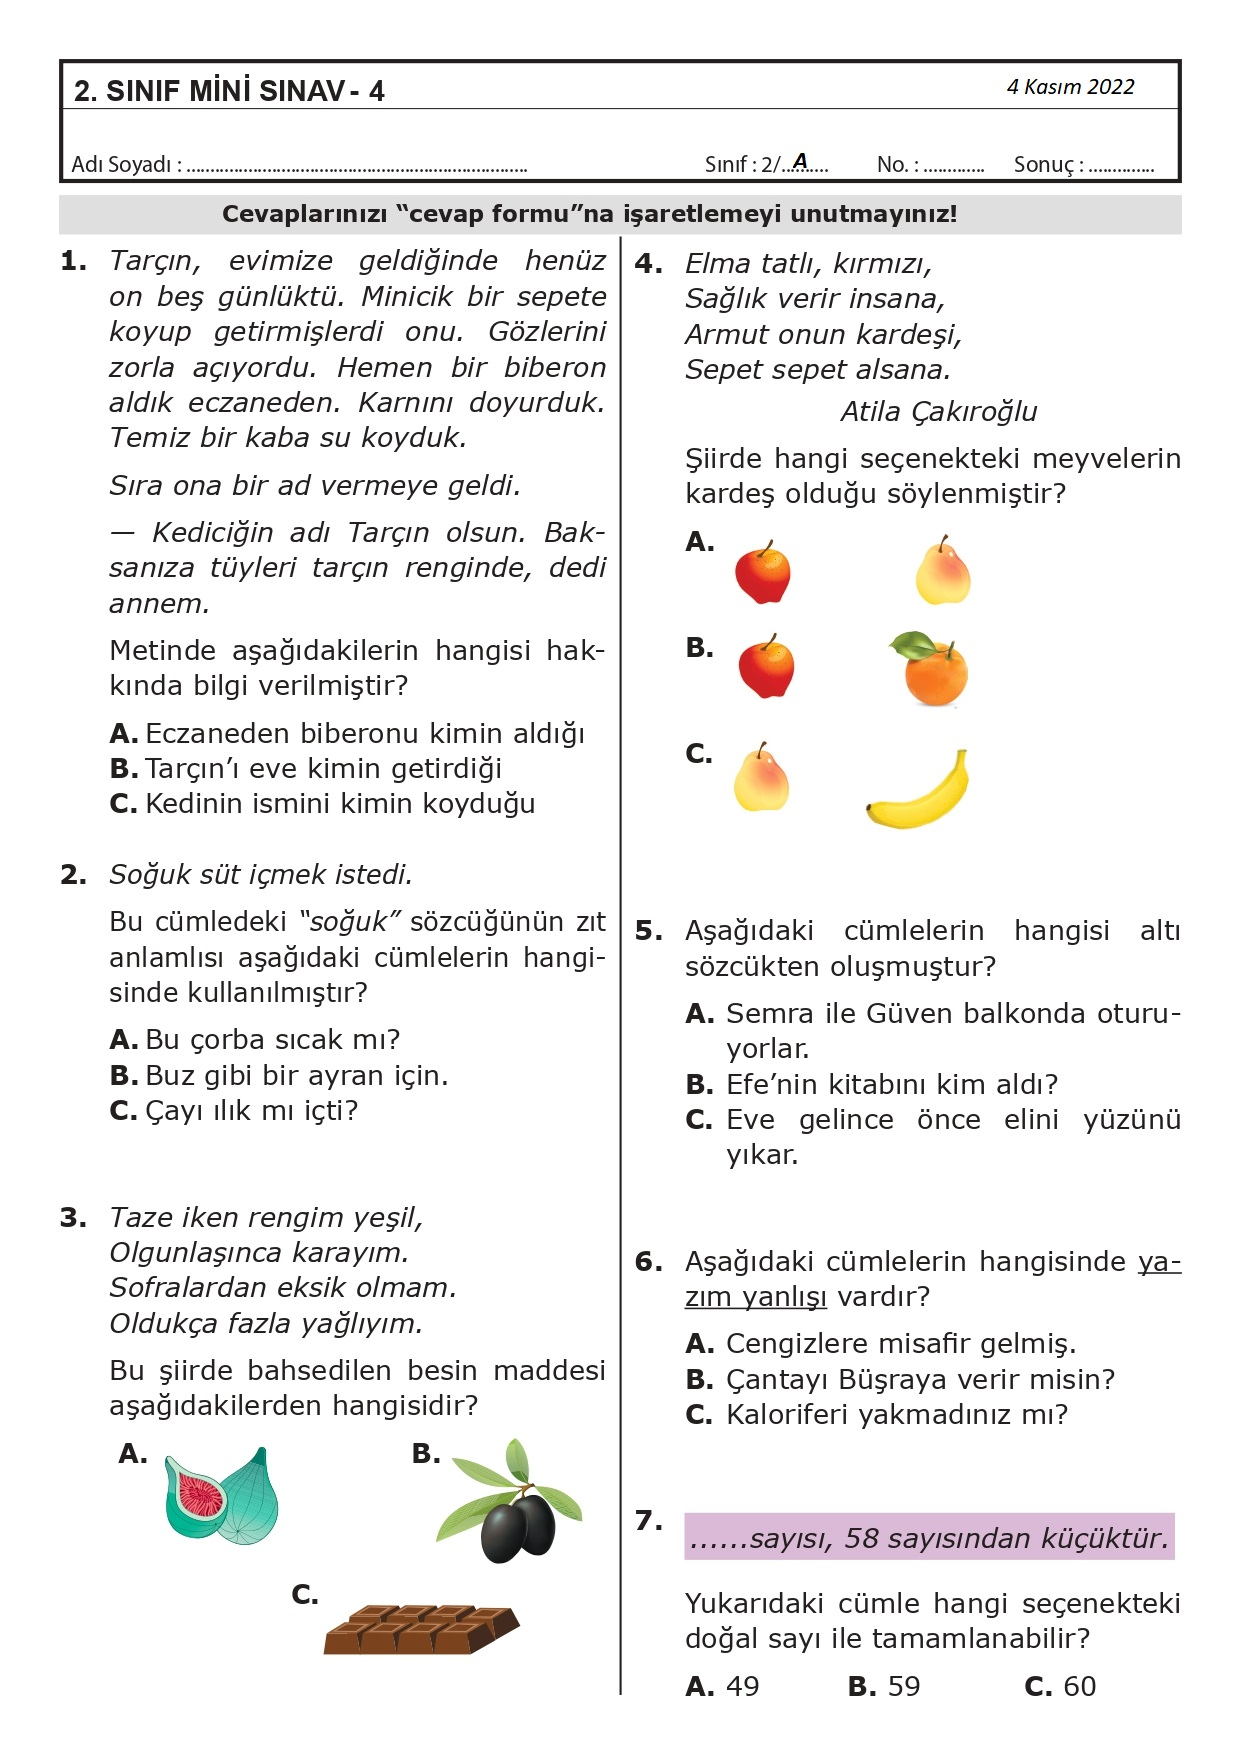 2. SINIF MİNİ SINAV - 4
4 Kasım 2022
Adı Soyadı : ........................................................................
Sınıf : 2/.......... A
No. : .............
Sonuç : ..............
Cevaplarınızı “cevap formu”na işaretlemeyi unutmayınız!
1. Tarçın, evimize geldiğinde henüz
on beş günlüktü. Minicik bir sepete
koyup getirmişlerdi onu. Gözlerini
zorla açıyordu. Hemen bir biberon
aldık eczaneden. Karnını doyurduk.
Temiz bir kaba su koyduk.
Sıra ona bir ad vermeye geldi.
— Kediciğin adı Tarçın olsun. Bak-
sanıza tüyleri tarçın renginde, dedi
annem.
Metinde aşağıdakilerin hangisi hak-
kında bilgi verilmiştir?
A. Eczaneden biberonu kimin aldığı
B. Tarçın’ı eve kimin getirdiği
C. Kedinin ismini kimin koyduğu
2. Soğuk süt içmek istedi.
Bu cümledeki “soğuk” sözcüğünün zıt
anlamlısı aşağıdaki cümlelerin hangi-
sinde kullanılmıştır?
A. Bu çorba sıcak mı?
B. Buz gibi bir ayran için.
C. Çayı ılık mı içti?
3. Taze iken rengim yeşil,
Olgunlaşınca karayım.
Sofralardan eksik olmam.
Oldukça fazla yağlıyım.
Bu şiirde bahsedilen besin maddesi
aşağıdakilerden hangisidir?
A.
B.
C.
4. Elma tatlı, kırmızı,
Sağlık verir insana,
Armut onun kardeşi,
Sepet sepet alsana.
Atila Çakıroğlu
Şiirde hangi seçenekteki meyvelerin
kardeş olduğu söylenmiştir?
A.
B.
C.
5. Aşağıdaki cümlelerin hangisi altı
sözcükten oluşmuştur?
A. Semra ile Güven balkonda oturu-
yorlar.
B. Efe’nin kitabını kim aldı?
C. Eve gelince önce elini yüzünü
yıkar.
6. Aşağıdaki cümlelerin hangisinde ya-
zım yanlışı vardır?
A. Cengizlere misafir gelmiş.
B. Çantayı Büşraya verir misin?
C. Kaloriferi yakmadınız mı?
7. ......sayısı, 58 sayısından küçüktür.
Yukarıdaki cümle hangi seçenekteki
doğal sayı ile tamamlanabilir?
A. 49 B. 59 C. 60